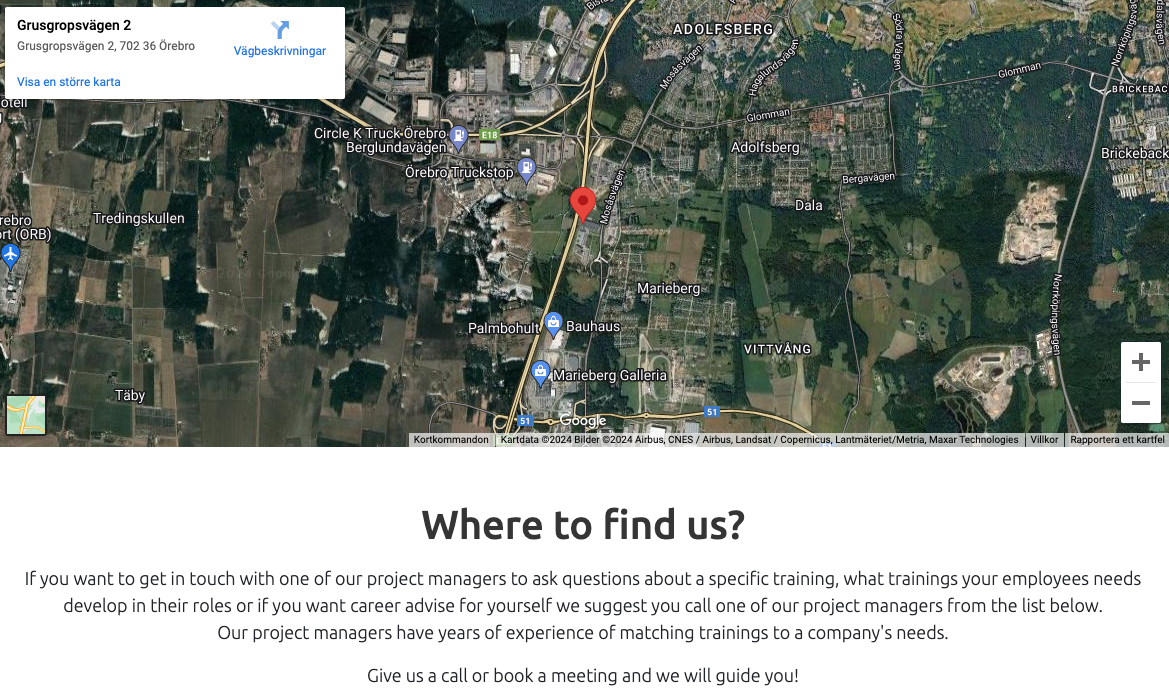 Grusgropsvägen 2
Grusgropsvägen 2, 702 36 Örebro
Vägbeskrivningar
Visa en större karta
ADOLFSBERG
Mosåsvägen
Hagalundsvägen
Södra Vägen
Norrköpingsvägen
Glomman
BRICKEBAC
Glomman
Circle K Truck Örebro
Berglundavägen
E18
Adolfsberg
Brickeback
Örebro Truckstop
Bergavägen
Mosåsvägen
Dala
Tredingskullen
rebro
ort (ORB)
Marieberg
Norrköpingsvägen
Palmbohult
Bauhaus
VITTVÅNG
Marieberg Galleria
Täby
51
Google
51
Kortkommandon
Kartdata ©2024 Bilder ©2024 Airbus, CNES / Airbus, Landsat / Copernicus, Lantmäteriet/Metria, Maxar Technologies
Villkor
Rapportera ett kartfel
Where to find us?
If you want to get in touch with one of our project managers to ask questions about a specific training, what trainings your employees needs
develop in their roles or if you want career advise for yourself we suggest you call one of our project managers from the list below.
Our project managers have years of experience of matching trainings to a company's needs.
Give us a call or book a meeting and we will guide you!